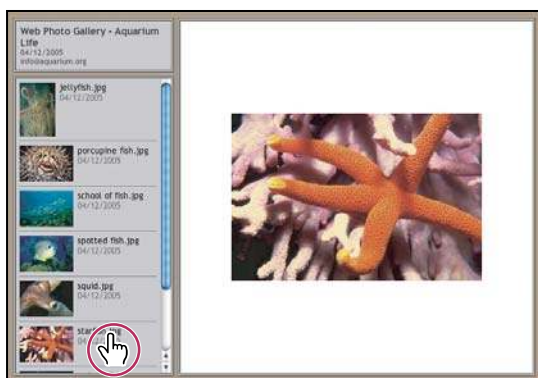 Web Photo Gallery - Aquarium
Life
04/12/2005
info@aquarium.org
jellyfish.jpg
04/12/2005
porcupine fish.jpg
04/12/2005
school of fish.jpg
04/12/2005
spotted fish.jpg
04/12/2005
squid.jpg
04/12/2005